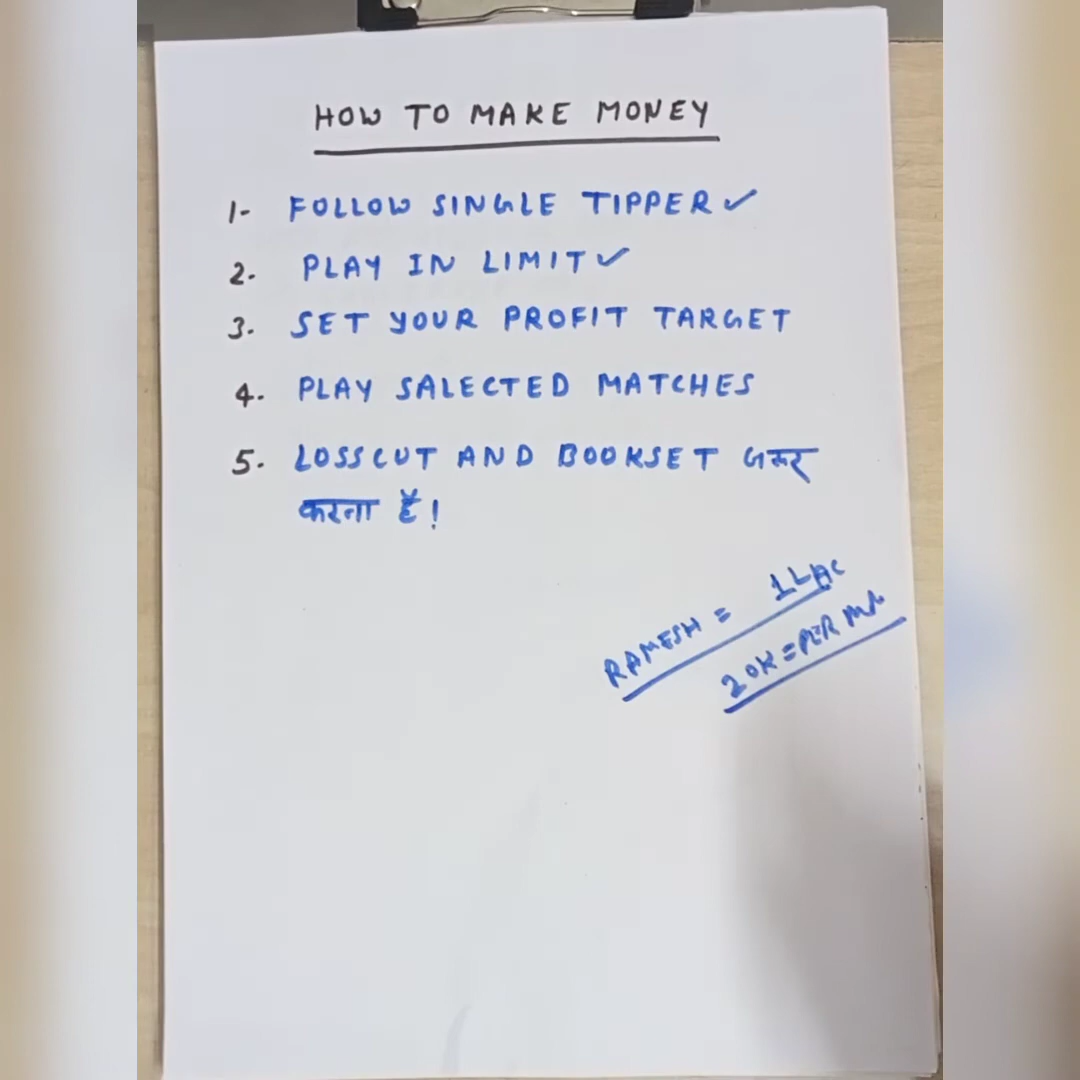 HOW TO MAKE MONEY
1- FOLLOW SINGLE TIPPER ✓
2. PLAY IN LIMIT ✓
3. SET YOUR PROFIT TARGET
4. PLAY SALECTED MATCHES
5. LOSSCUT AND BOOKSET जरूर
करना है!
RAMESH = 1 LAC
20K = PER